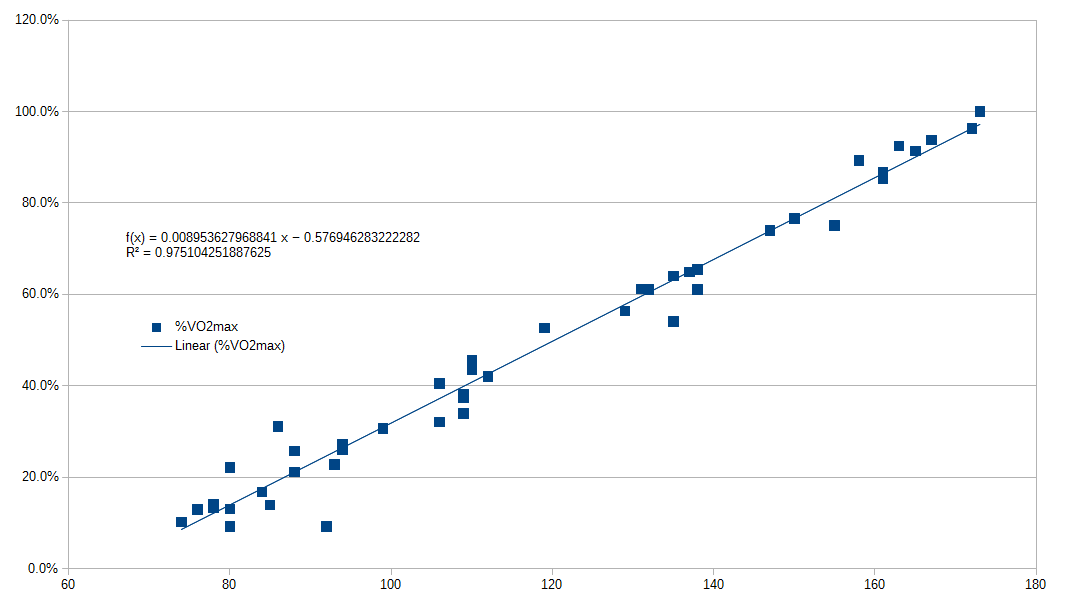 120.0%
100.0%
80.0%
f(x) = 0.008953627968841 x − 0.576946283222282
R² = 0.975104251887625
60.0%
%VO2max
Linear (%VO2max)
40.0%
20.0%
0.0%
60 80 100 120 140 160 180